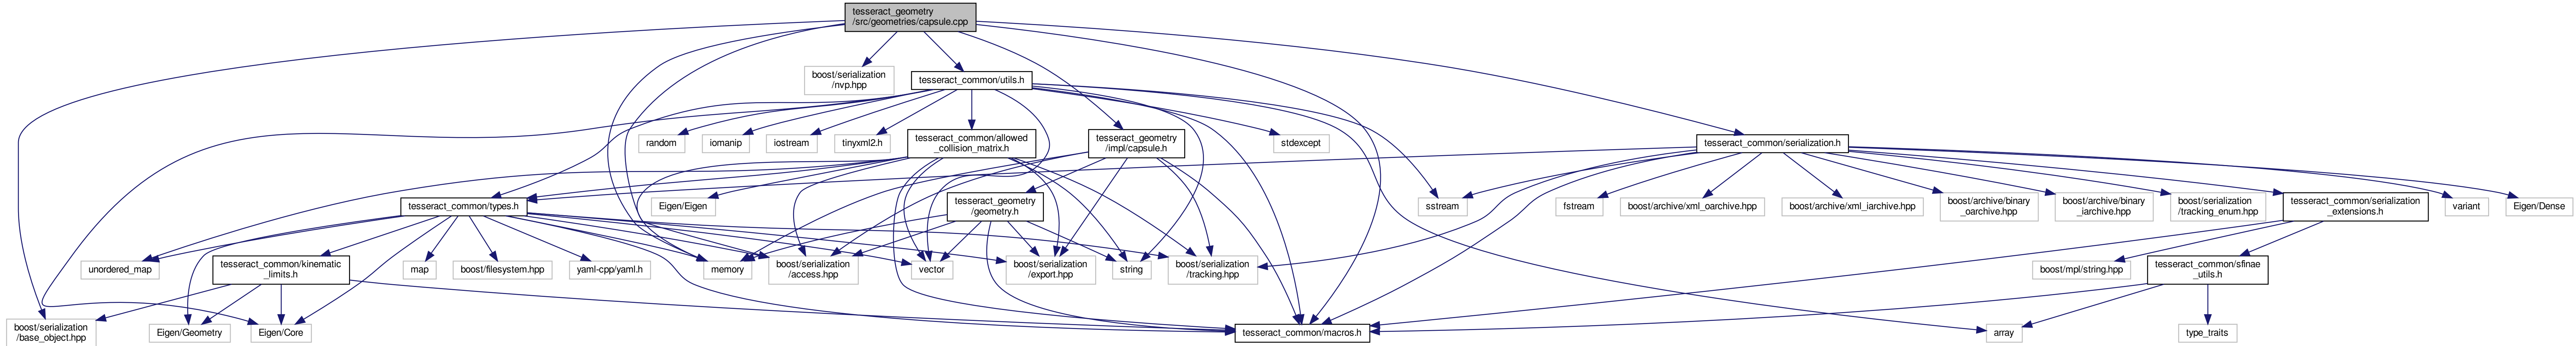 tesseract_geometry
/src/geometries/capsule.cpp
boost/serialization
/nvp.hpp
tesseract_common/utils.h
random
iomanip
iostream
tinyxml2.h
tesseract_common/allowed
_collision_matrix.h
tesseract_geometry
/impl/capsule.h
stdexcept
tesseract_common/serialization.h
tesseract_common/types.h
Eigen/Eigen
tesseract_geometry
/geometry.h
sstream
fstream
boost/archive/xml_oarchive.hpp
boost/archive/xml_iarchive.hpp
boost/archive/binary
_oarchive.hpp
boost/archive/binary
_iarchive.hpp
boost/serialization
/tracking_enum.hpp
tesseract_common/serialization
_extensions.h
variant
Eigen/Dense
unordered_map
tesseract_common/kinematic
_limits.h
map
boost/filesystem.hpp
yaml-cpp/yaml.h
memory
boost/serialization
/access.hpp
vector
boost/serialization
/export.hpp
string
boost/serialization
/tracking.hpp
boost/mpl/string.hpp
tesseract_common/sfinae
_utils.h
boost/serialization
/base_object.hpp
Eigen/Geometry
Eigen/Core
tesseract_common/macros.h
array
type_traits